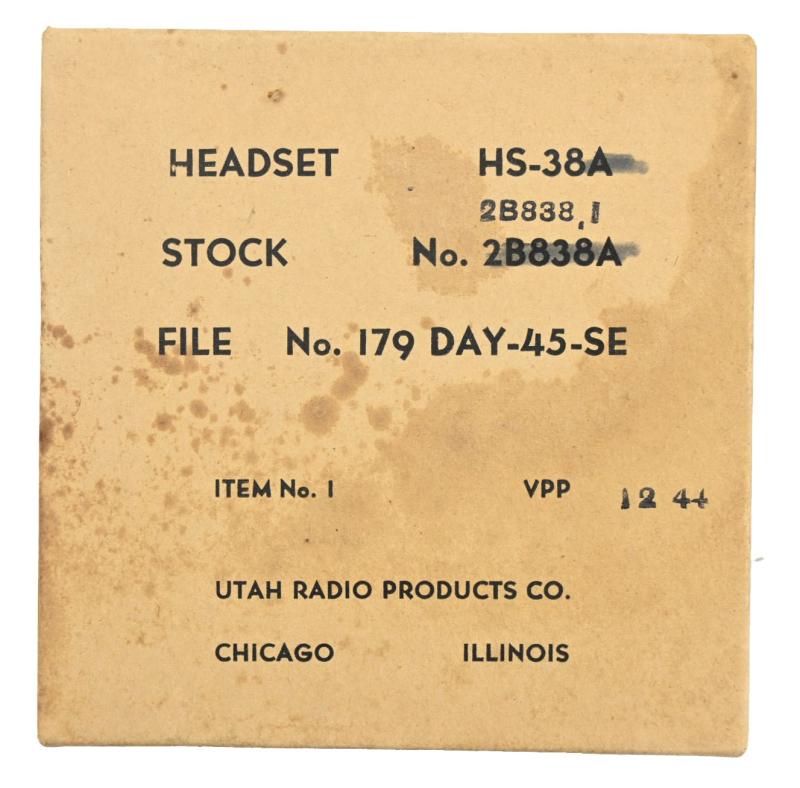 HEADSET HS-38A
2B838.1
STOCK No. 2B838A
FILE No. 179 DAY-45-SE
ITEM No. 1 VPP 12 44
UTAH RADIO PRODUCTS CO.
CHICAGO ILLINOIS